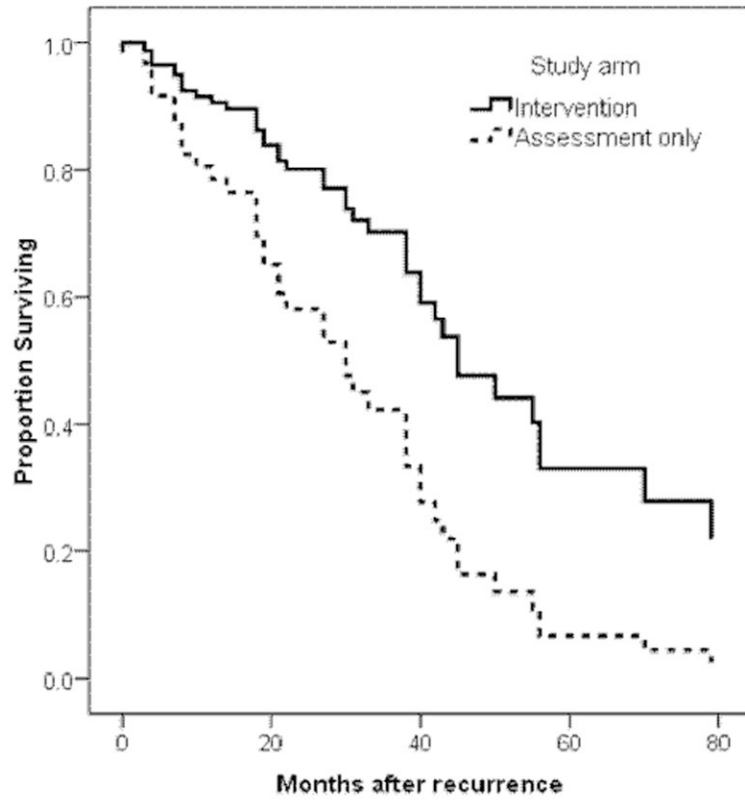 Study arm
Intervention
Assessment only
1.0
0.8
0.6
0.4
0.2
0.0
Proportion Surviving
0 20 40 60 80
Months after recurrence